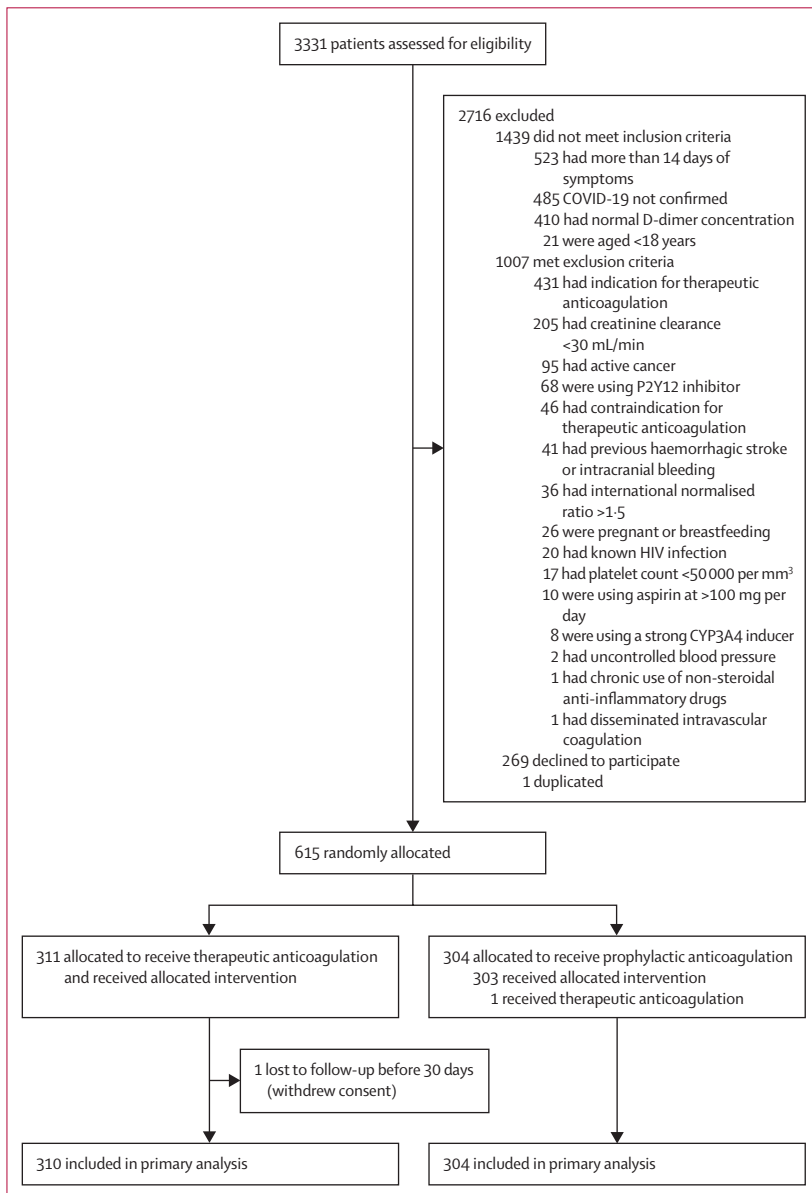 3331 patients assessed for eligibility
2716 excluded
1439 did not meet inclusion criteria
523 had more than 14 days of
symptoms
485 COVID-19 not confirmed
410 had normal D-dimer concentration
21 were aged <18 years
1007 met exclusion criteria
431 had indication for therapeutic
anticoagulation
205 had creatinine clearance
<30 mL/min
95 had active cancer
68 were using P2Y12 inhibitor
46 had contraindication for
therapeutic anticoagulation
41 had previous haemorrhagic stroke
or intracranial bleeding
36 had international normalised
ratio >1·5
26 were pregnant or breastfeeding
20 had known HIV infection
17 had platelet count <50 000 per mm³
10 were using aspirin at >100 mg per
day
8 were using a strong CYP3A4 inducer
2 had uncontrolled blood pressure
1 had chronic use of non-steroidal
anti-inflammatory drugs
1 had disseminated intravascular
coagulation
269 declined to participate
1 duplicated
615 randomly allocated
311 allocated to receive therapeutic anticoagulation
and received allocated intervention
304 allocated to receive prophylactic anticoagulation
303 received allocated intervention
1 received therapeutic anticoagulation
1 lost to follow-up before 30 days
(withdrew consent)
310 included in primary analysis
304 included in primary analysis